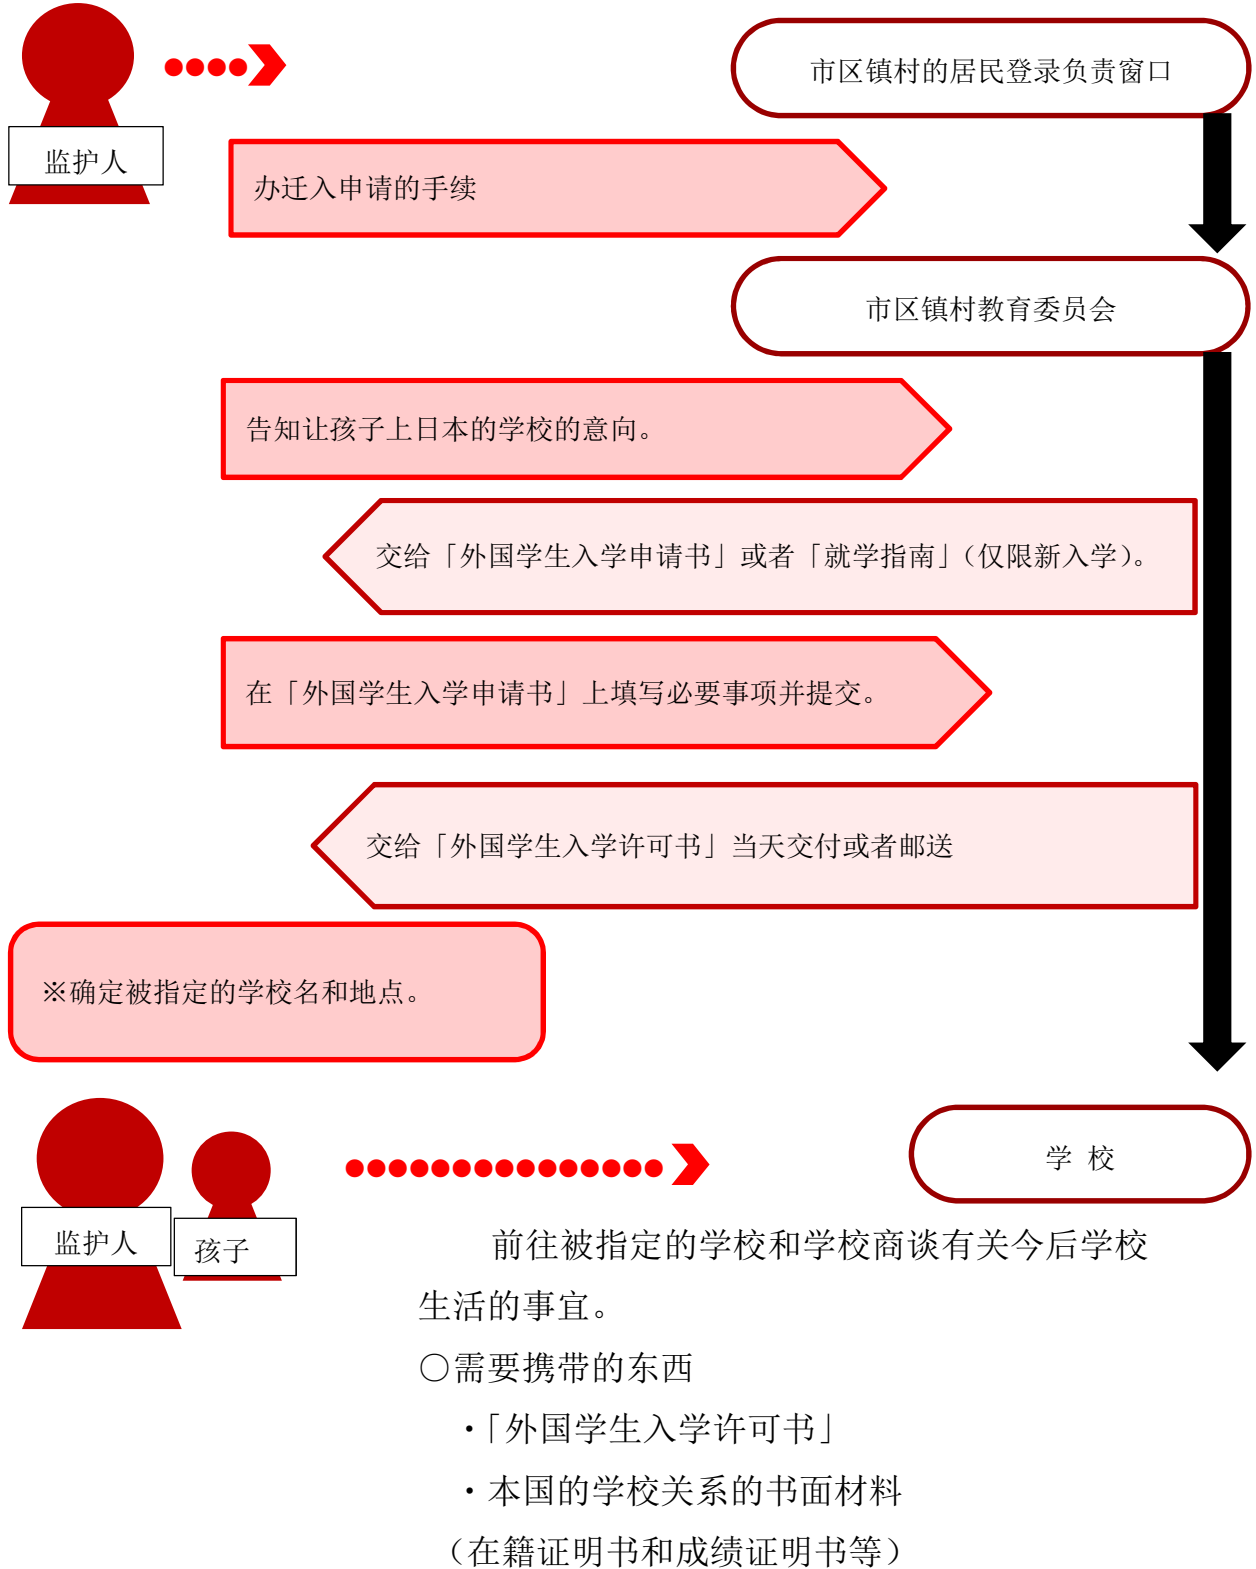 市区镇村的居民登录负责窗口
监护人
办迁入申请的手续
市区镇村教育委员会
告知让孩子上日本的学校的意向。
交给「外国学生入学申请书」或者「就学指南」（仅限新入学）。
在「外国学生入学申请书」上填写必要事项并提交。
交给「外国学生入学许可书」当天交付或者邮送
※确定被指定的学校名和地点。
学 校
监护人
孩子
前往被指定的学校和学校商谈有关今后学校
生活的事宜。
〇需要携带的东西
・「外国学生入学许可书」
・本国的学校关系的书面材料
（在籍证明书和成绩证明书等）